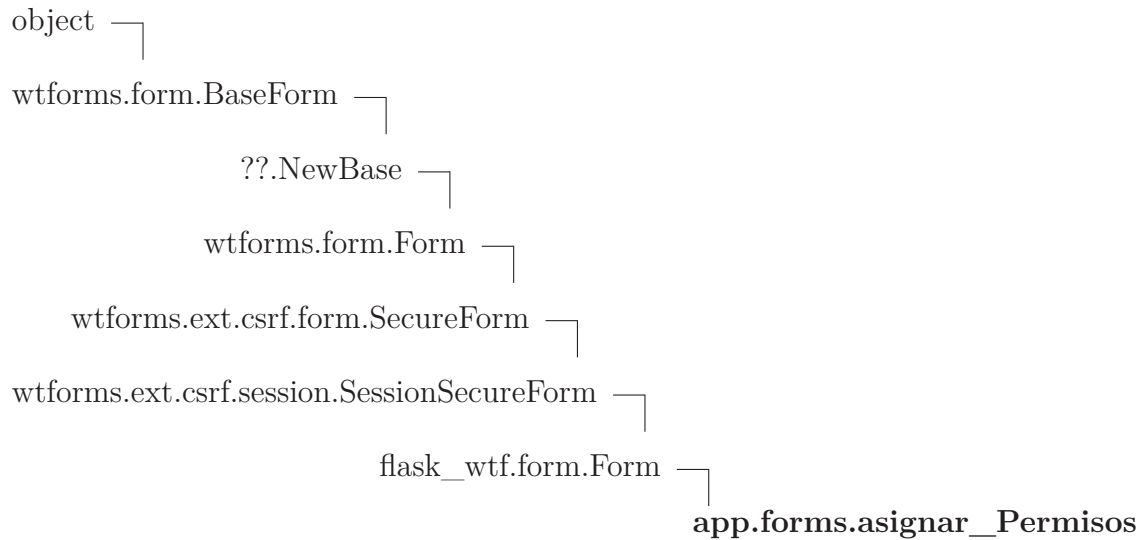 object
wtforms.form.BaseForm
??.NewBase
wtforms.form.Form
wtforms.ext.csrf.form.SecureForm
wtforms.ext.csrf.session.SessionSecureForm
flask_wtf.form.Form
app.forms.asignar_Permisos